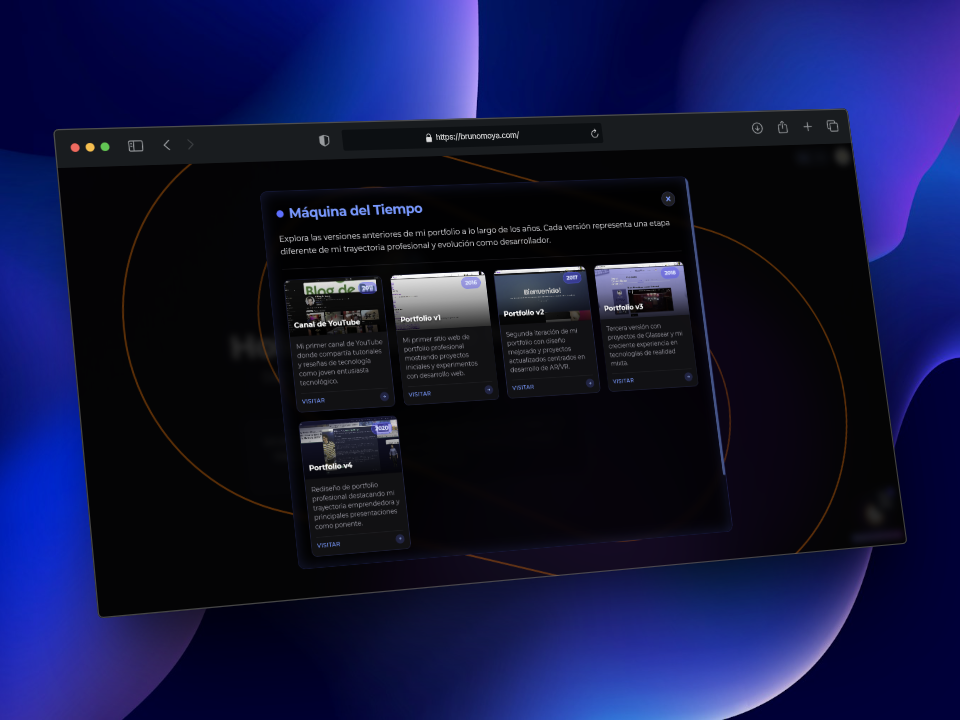 https://brunomoya.com/
Máquina del Tiempo
Explora las versiones anteriores de mi portfolio a lo largo de los años. Cada versión representa una etapa
diferente de mi trayectoria profesional y evolución como desarrollador.
Blog de
Canal de YouTube
Mi primer canal de YouTube
donde compartía tutoriales
y reseñas de tecnología
como joven entusiasta
tecnológico.
VISITAR
2016
Portfolio v1
Mi primer sitio web de
portfolio profesional
mostrando proyectos
iniciales y experimentos
con desarrollo web.
VISITAR
2017
Bienvenido!
Portfolio v2
Segunda iteración de mi
portfolio con diseño
mejorado y proyectos
actualizados centrados en
desarrollo de AR/VR.
VISITAR
2018
Portfolio v3
Tercera versión con
proyectos de Glassear y mi
creciente experiencia en
tecnologías de realidad
mixta.
VISITAR
2020
Portfolio v4
Rediseño de portfolio
profesional destacando mi
trayectoria emprendedora y
principales presentaciones
como ponente.
VISITAR